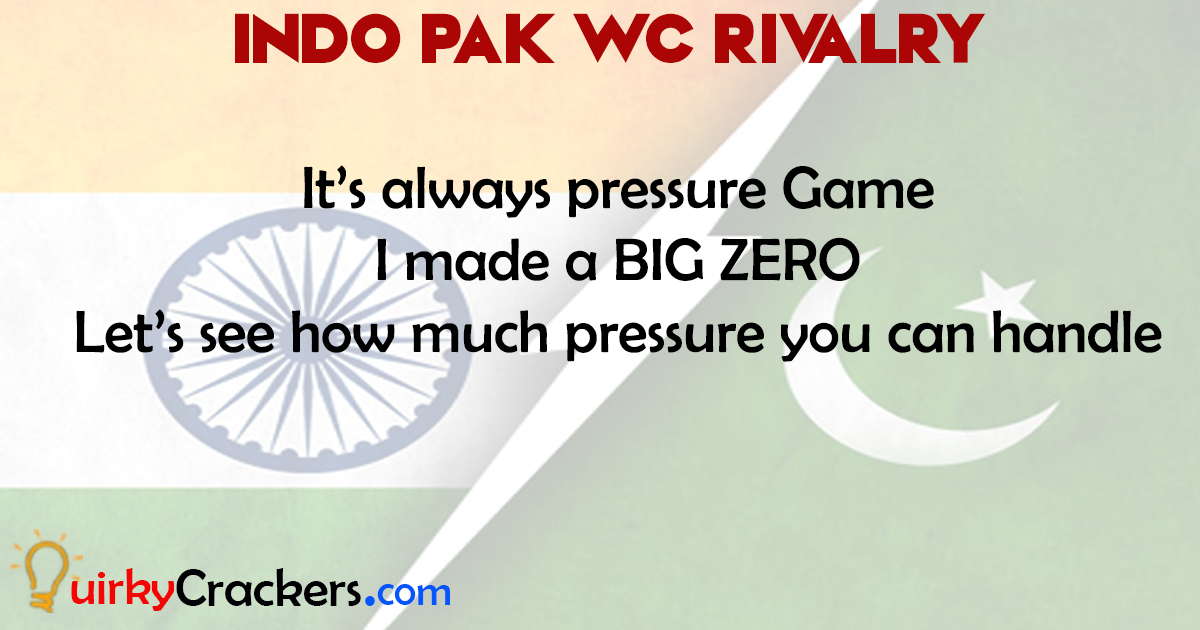 INDO PAK WC RIVALRY
It's always pressure Game
I made a BIG ZERO
Let's see how much pressure you can handle
QuirkyCrackers.com